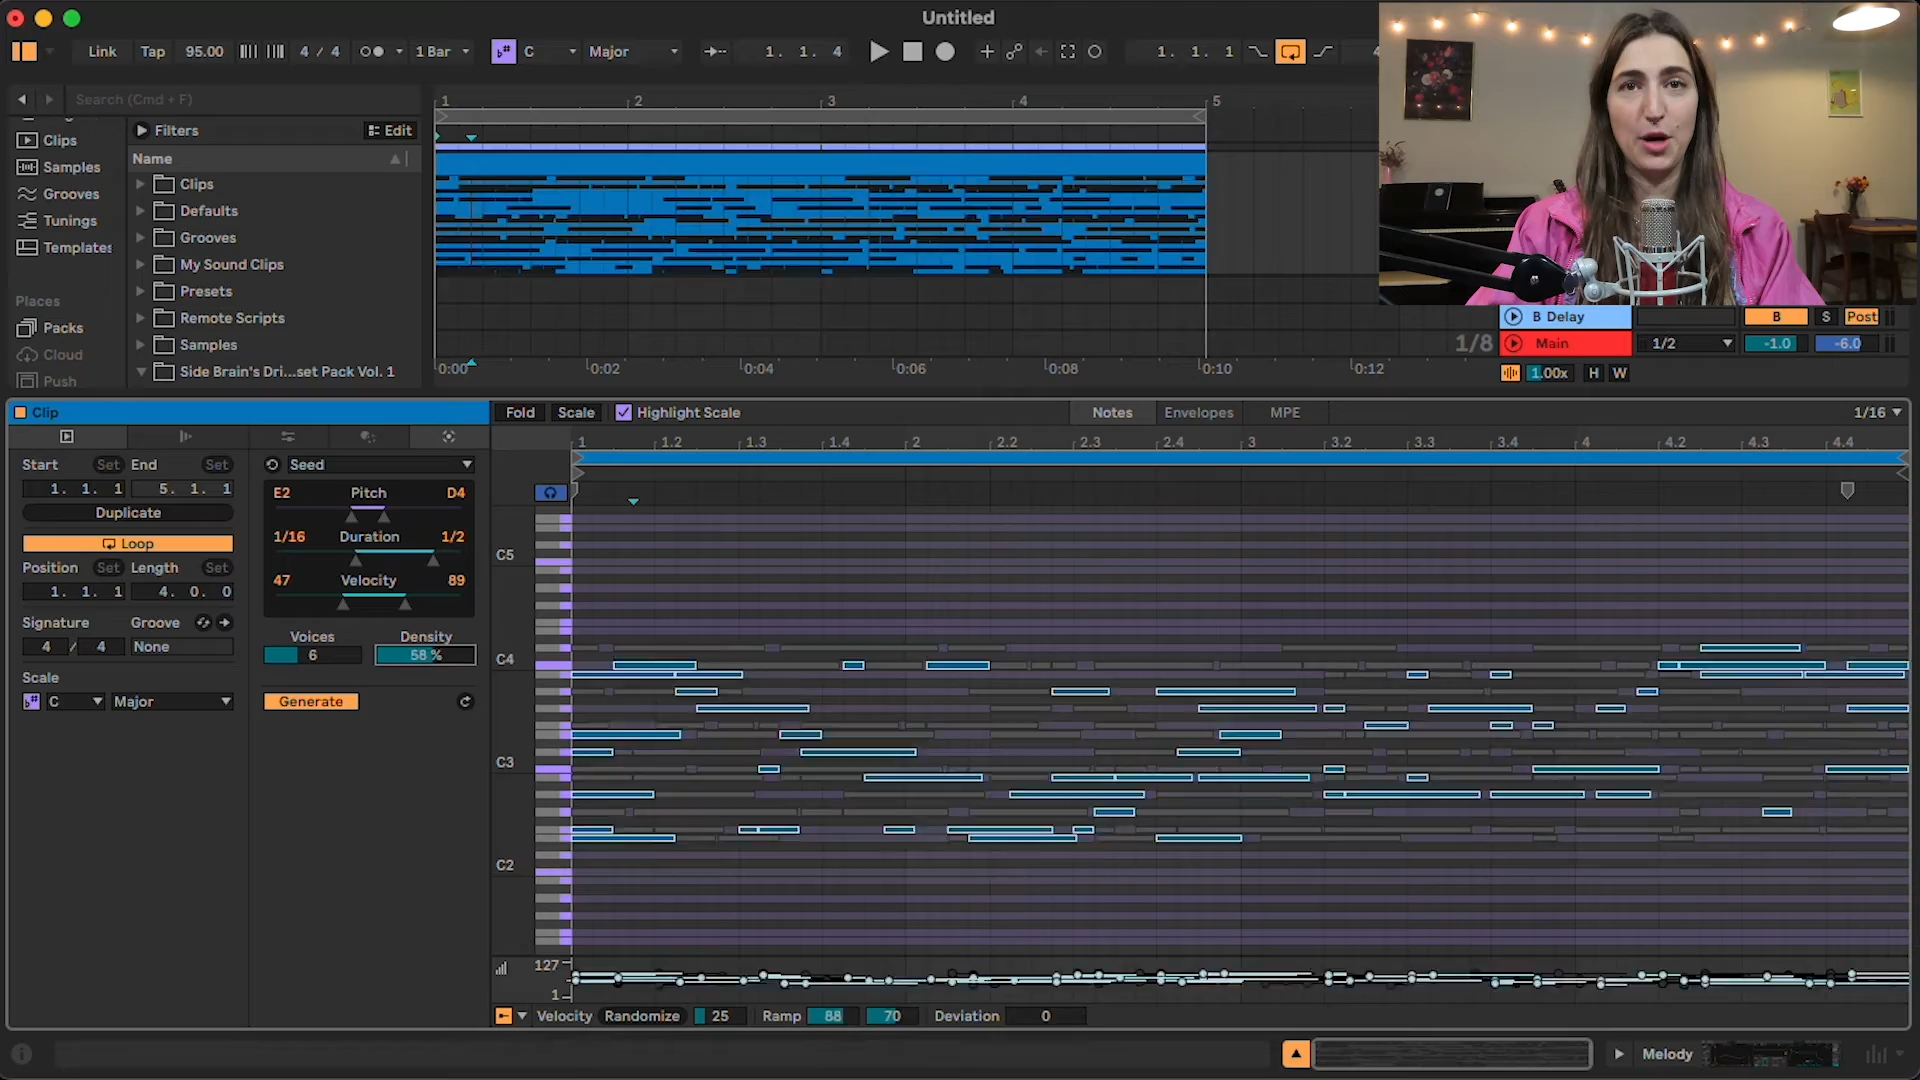 Untitled
Link Tap 95.00 4 / 4 1 Bar C Major 1. 1. 4 1. 1. 1 4
Search (Cmd + F)
Clips
Samples
Grooves
Tunings
Templates
Places
Packs
Cloud
Push
Filters Edit
Name
Clips
Defaults
Grooves
My Sound Clips
Presets
Remote Scripts
Samples
Side Brain's Dri...set Pack Vol. 1
1 2 3 4 5
0:00 0:02 0:04 0:06 0:08 0:10 0:12
1/8
B Delay B S Post
Main 1/2 -1.0 -6.0
1.00x H W
Clip
Start Set End Set
1. 1. 1 5. 1. 1
Duplicate
Loop
Position Set Length Set
1. 1. 1 4. 0. 0
Signature Groove
4 / 4 None
Scale
C Major
Seed
E2 Pitch D4
1/16 Duration 1/2
47 Velocity 89
Voices Density
6 58 %
Generate
Fold Scale Highlight Scale Notes Envelopes MPE 1/16
1 1.2 1.3 1.4 2 2.2 2.3 2.4 3 3.2 3.3 3.4 4 4.2 4.3 4.4
C5
C4
C3
C2
127
1
Velocity Randomize 25 Ramp 88 70 Deviation 0
Melody